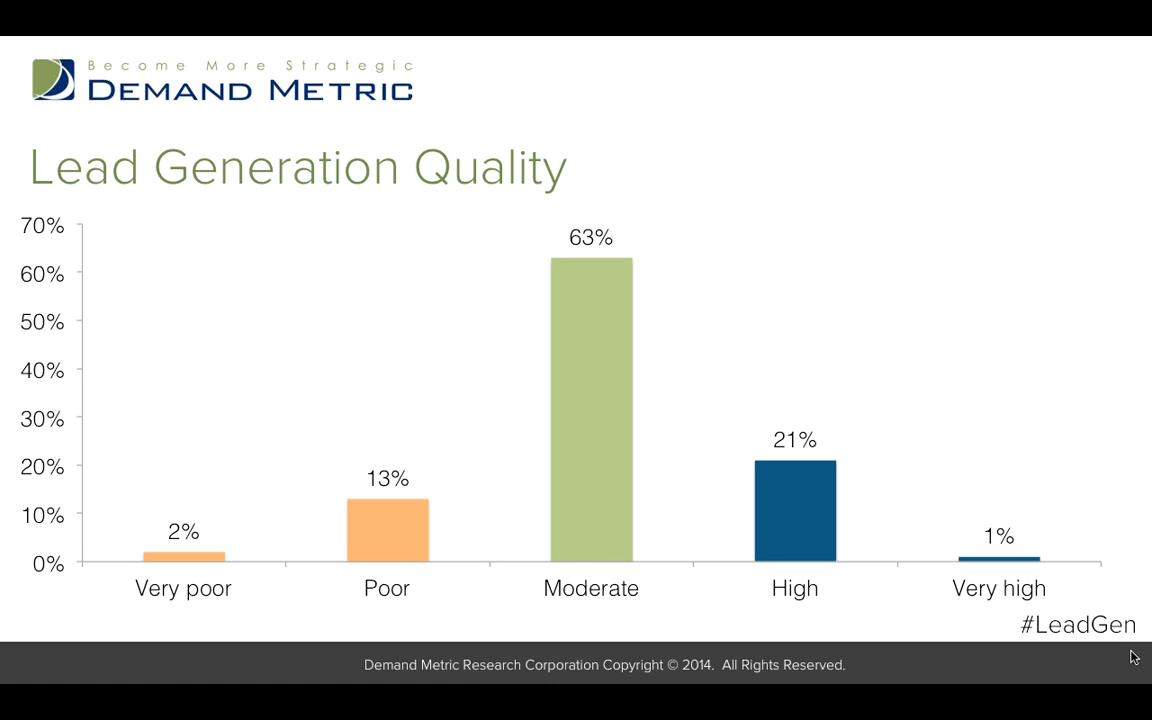 Become More Strategic
DEMAND METRIC
Lead Generation Quality
70%
60%
50%
40%
30%
20%
10%
0%
2%
13%
63%
21%
1%
Very poor
Poor
Moderate
High
Very high
#LeadGen
Demand Metric Research Corporation Copyright © 2014. All Rights Reserved.